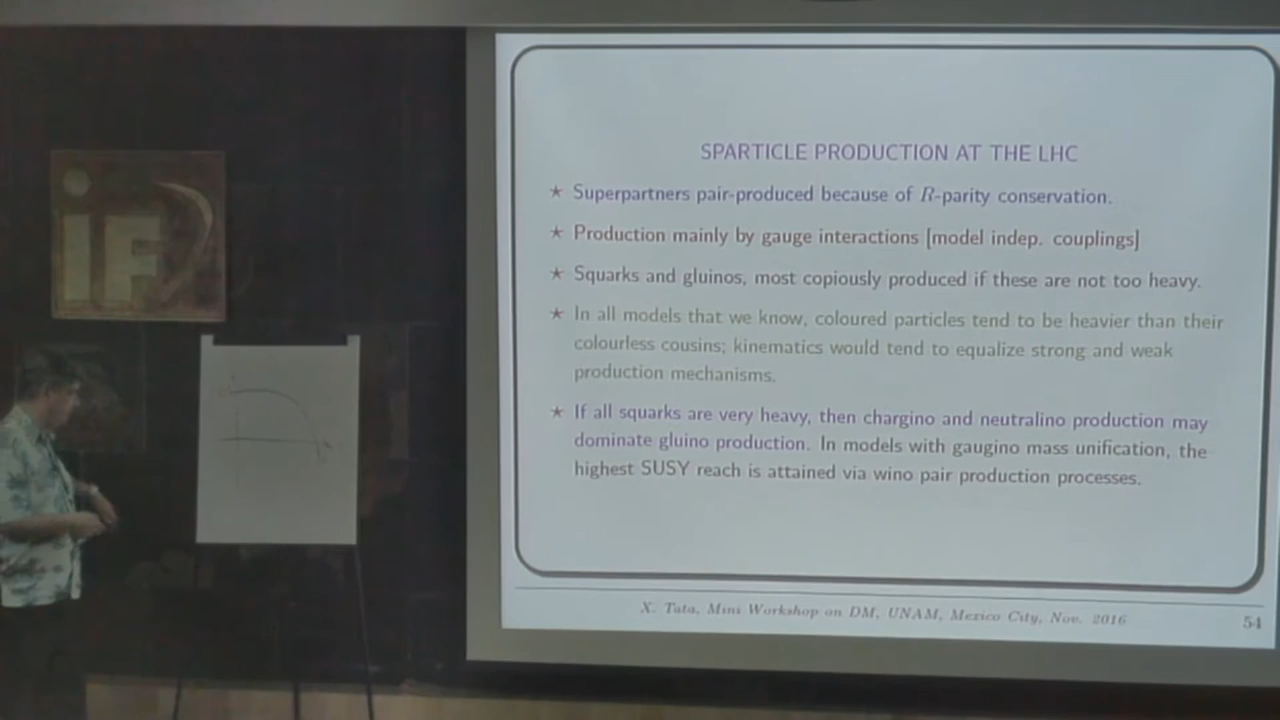 iF
SPARTICLE PRODUCTION AT THE LHC
★ Superpartners pair-produced because of R-parity conservation.
★ Production mainly by gauge interactions [model indep. couplings]
★ Squarks and gluinos, most copiously produced if these are not too heavy.
★ In all models that we know, coloured particles tend to be heavier than their
colourless cousins; kinematics would tend to equalize strong and weak
production mechanisms.
★ If all squarks are very heavy, then chargino and neutralino production may
dominate gluino production. In models with gaugino mass unification, the
highest SUSY reach is attained via wino pair production processes.
X. Tata, Mini Workshop on DM, UNAM, Mexico City, Nov. 2016
54